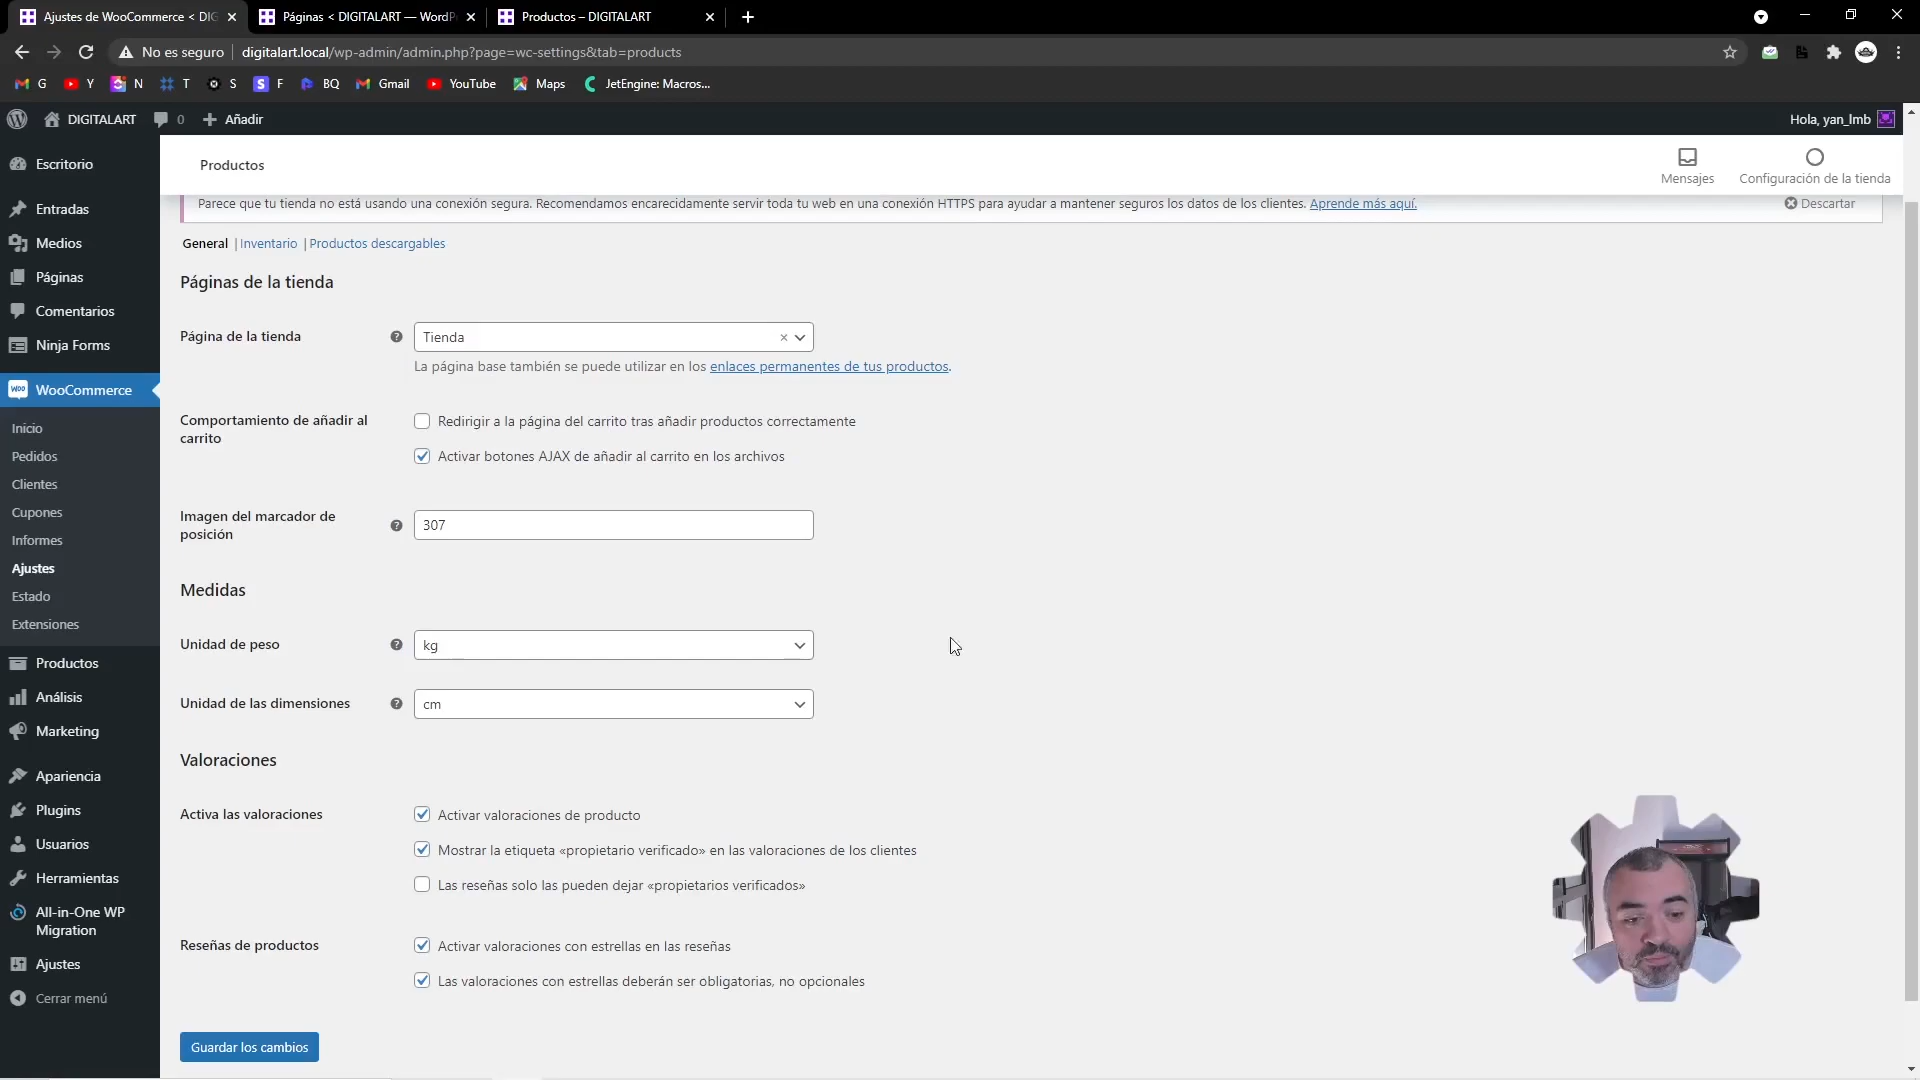 Ajustes de WooCommerce < DIG
Páginas < DIGITALART — WordP
Productos – DIGITALART
No es seguro
digitalart.local/wp-admin/admin.php?page=wc-settings&tab=products
G
Y
N
T
S
F
BQ
Gmail
YouTube
Maps
JetEngine: Macros...
DIGITALART
0
Añadir
Hola, yan_lmb
Escritorio
Entradas
Medios
Páginas
Comentarios
Ninja Forms
WooCommerce
Inicio
Pedidos
Clientes
Cupones
Informes
Ajustes
Estado
Extensiones
Productos
Análisis
Marketing
Apariencia
Plugins
Usuarios
Herramientas
All-in-One WP
Migration
Ajustes
Cerrar menú
Productos
Mensajes
Configuración de la tienda
Parece que tu tienda no está usando una conexión segura. Recomendamos encarecidamente servir toda tu web en una conexión HTTPS para ayudar a mantener seguros los datos de los clientes. Aprende más aquí.
Descartar
General | Inventario | Productos descargables
Páginas de la tienda
Página de la tienda
Tienda
La página base también se puede utilizar en los enlaces permanentes de tus productos.
Comportamiento de añadir al
carrito
Redirigir a la página del carrito tras añadir productos correctamente
Activar botones AJAX de añadir al carrito en los archivos
Imagen del marcador de
posición
307
Medidas
Unidad de peso
kg
Unidad de las dimensiones
cm
Valoraciones
Activa las valoraciones
Activar valoraciones de producto
Mostrar la etiqueta «propietario verificado» en las valoraciones de los clientes
Las reseñas solo las pueden dejar «propietarios verificados»
Reseñas de productos
Activar valoraciones con estrellas en las reseñas
Las valoraciones con estrellas deberán ser obligatorias, no opcionales
Guardar los cambios